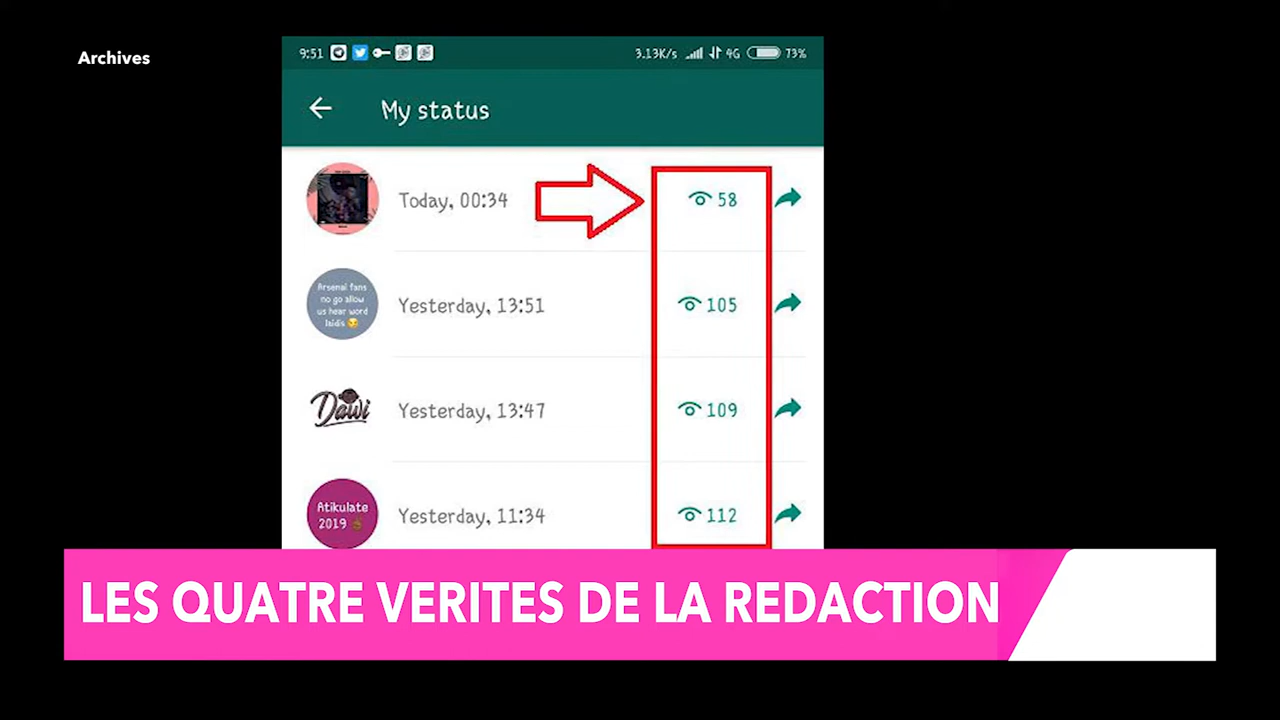 Archives
9:51 3.13K/s 4G 73%
My status
Today, 00:34 58
Arsenal fans
no go allow
us hear word
Yesterday, 13:51 105
Dawi
Yesterday, 13:47 109
Atikulate
2019
Yesterday, 11:34 112
LES QUATRE VERITES DE LA REDACTION